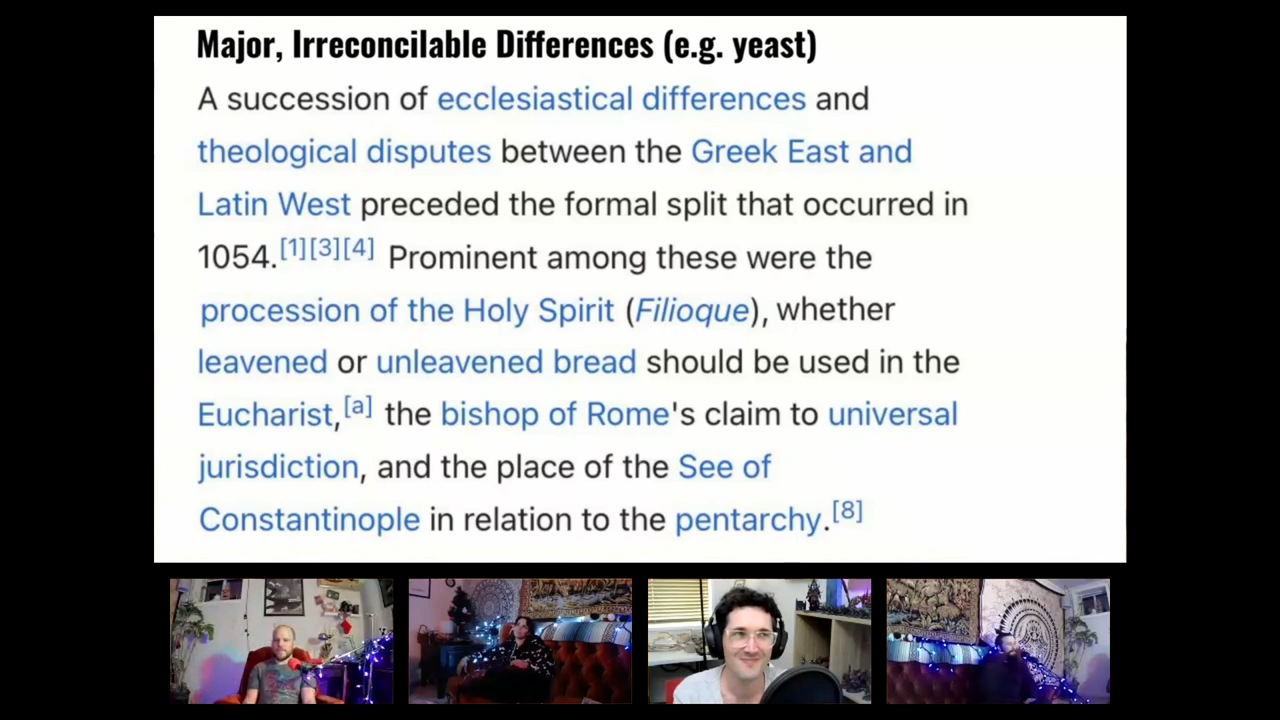 Major, Irreconcilable Differences (e.g. yeast)
A succession of ecclesiastical differences and
theological disputes between the Greek East and
Latin West preceded the formal split that occurred in
1054.[1][3][4] Prominent among these were the
procession of the Holy Spirit (Filioque), whether
leavened or unleavened bread should be used in the
Eucharist,[a] the bishop of Rome's claim to universal
jurisdiction, and the place of the See of
Constantinople in relation to the pentarchy.[8]